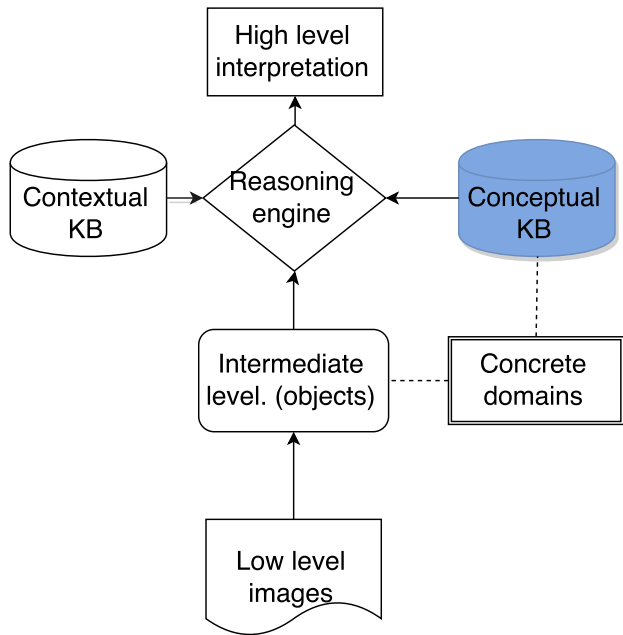 High level
interpretation
Contextual
KB
Reasoning
engine
Conceptual
KB
Intermediate
level. (objects)
Concrete
domains
Low level
images